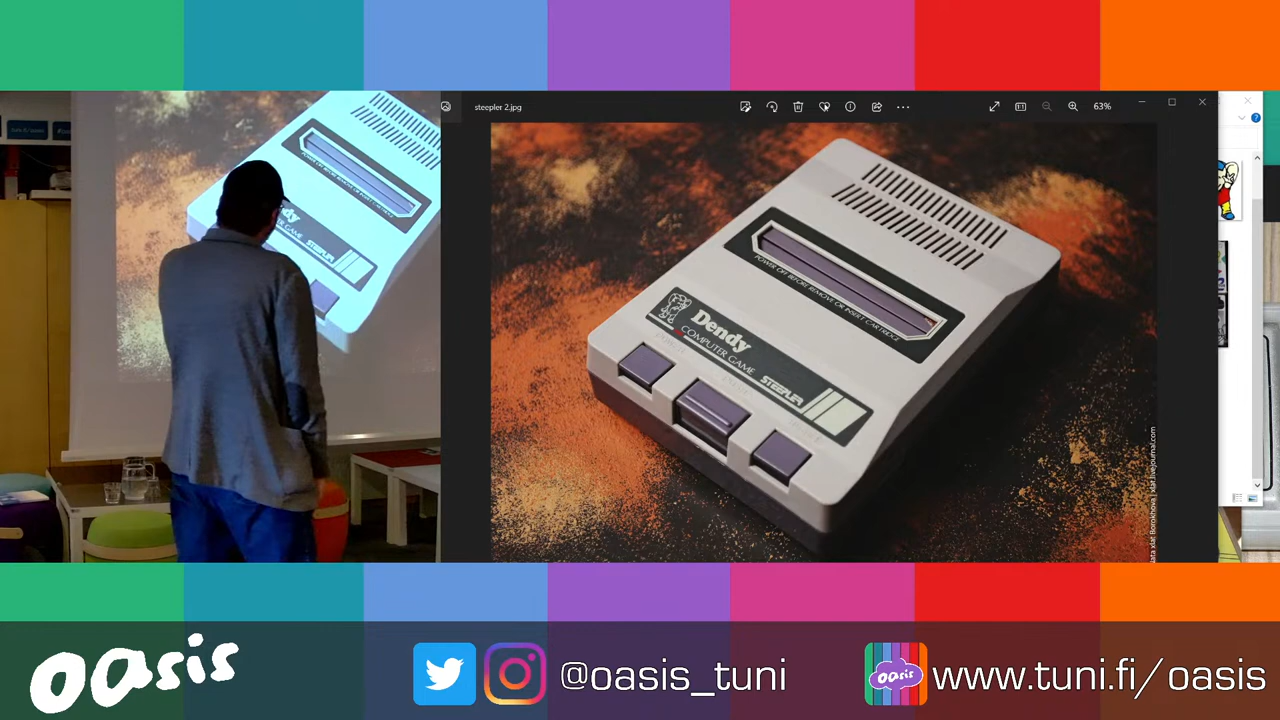 steepler 2.jpg
63%
POWER OFF BEFORE REMOVE OR INSERT CARTRIDGE
Dendy
COMPUTER GAME
STEEPLER
oasis
@oasis_tuni
oasis
www.tuni.fi/oasis